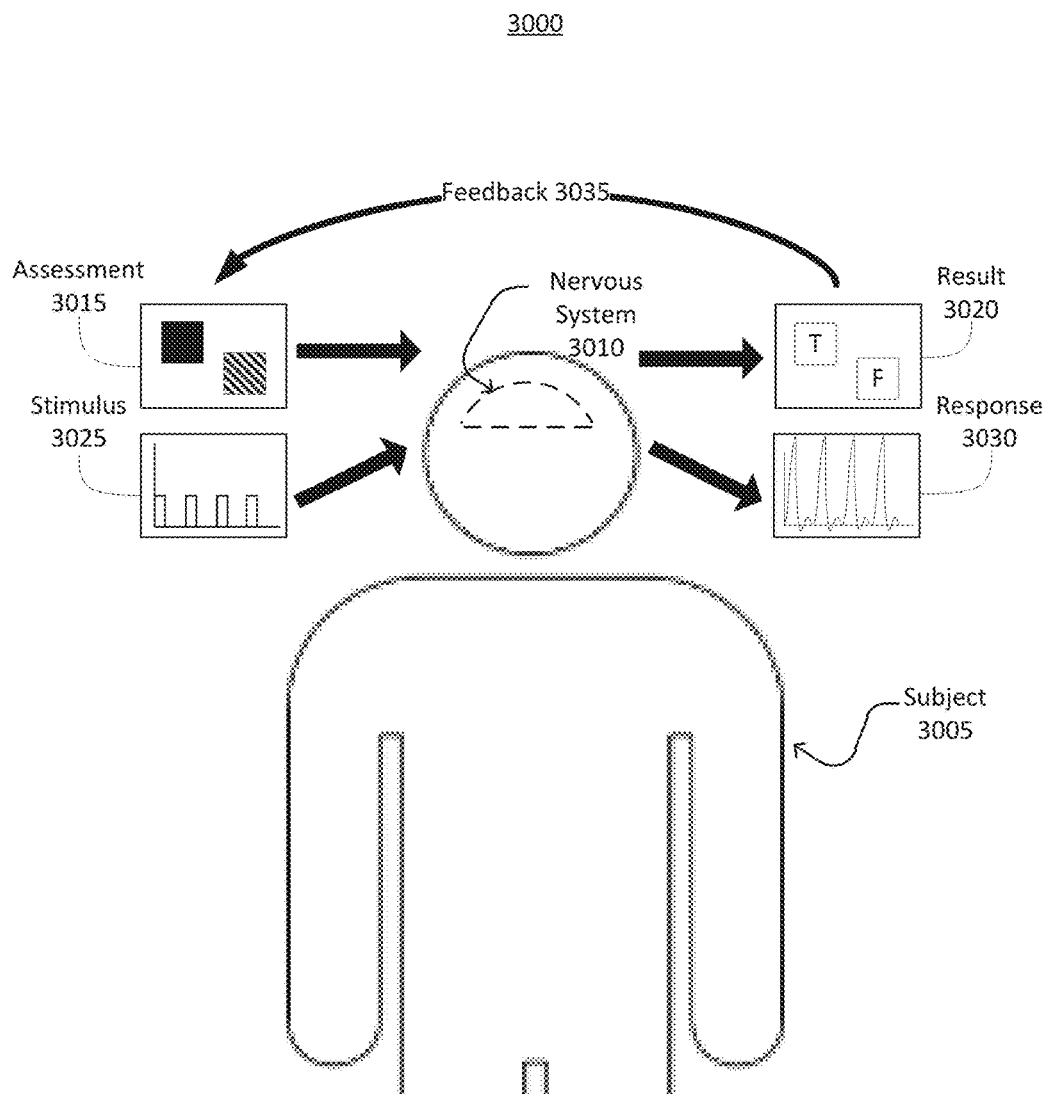 3000
Feedback 3035
Assessment
3015
Nervous
System
3010
Result
3020
T
F
Stimulus
3025
Response
3030
Subject
3005